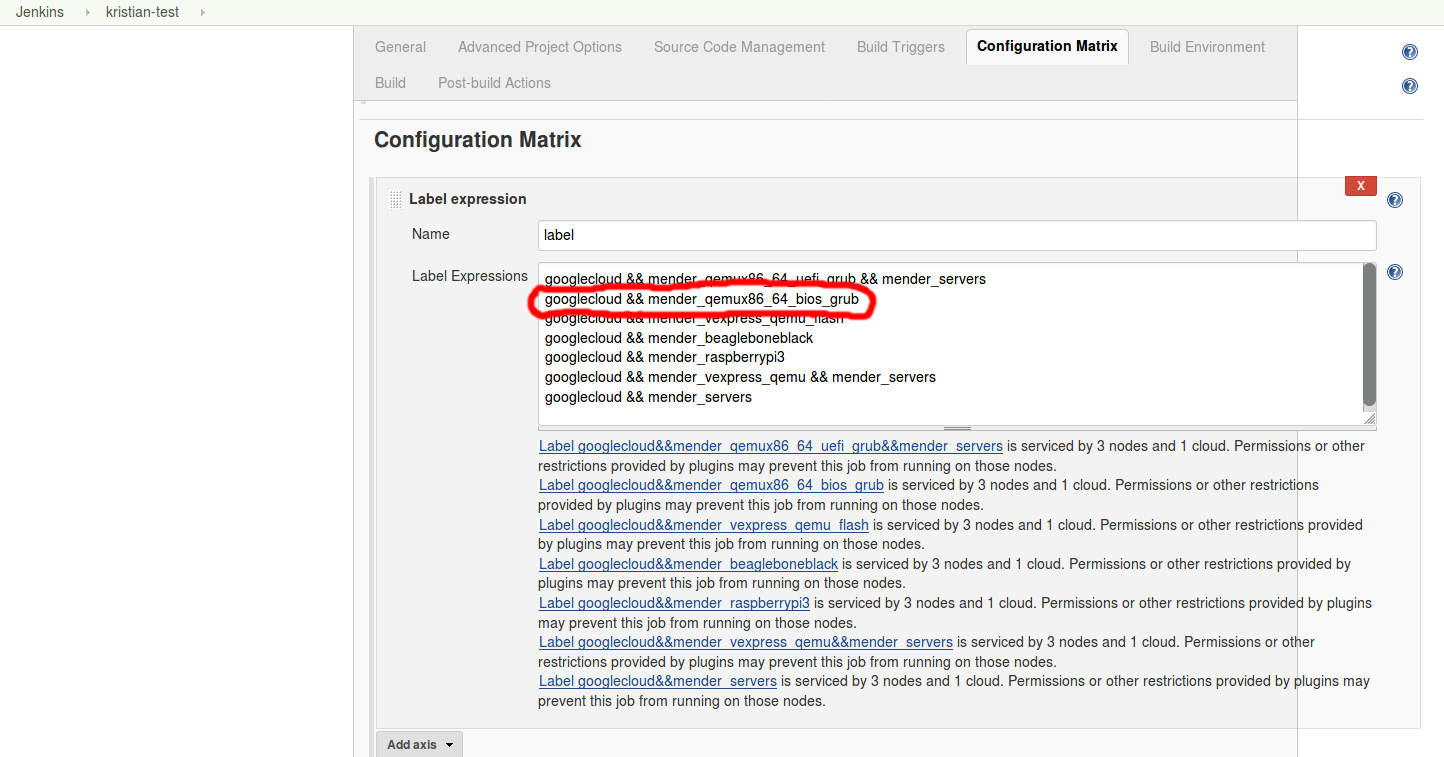 Jenkins kristian-test
General Advanced Project Options Source Code Management Build Triggers Configuration Matrix Build Environment
Build Post-build Actions
Configuration Matrix
X
Label expression
Name label
Label Expressions
googlecloud && mender_qemux86_64_uefi_grub && mender_servers
googlecloud && mender_qemux86_64_bios_grub
googlecloud && mender_vexpress_qemu_flash
googlecloud && mender_beagleboneblack
googlecloud && mender_raspberrypi3
googlecloud && mender_vexpress_qemu && mender_servers
googlecloud && mender_servers
Label googlecloud&&mender_qemux86_64_uefi_grub&&mender_servers is serviced by 3 nodes and 1 cloud. Permissions or other
restrictions provided by plugins may prevent this job from running on those nodes.
Label googlecloud&&mender_qemux86_64_bios_grub is serviced by 3 nodes and 1 cloud. Permissions or other restrictions
provided by plugins may prevent this job from running on those nodes.
Label googlecloud&&mender_vexpress_qemu_flash is serviced by 3 nodes and 1 cloud. Permissions or other restrictions provided
by plugins may prevent this job from running on those nodes.
Label googlecloud&&mender_beagleboneblack is serviced by 3 nodes and 1 cloud. Permissions or other restrictions provided by
plugins may prevent this job from running on those nodes.
Label googlecloud&&mender_raspberrypi3 is serviced by 3 nodes and 1 cloud. Permissions or other restrictions provided by plugins
may prevent this job from running on those nodes.
Label googlecloud&&mender_vexpress_qemu&&mender_servers is serviced by 3 nodes and 1 cloud. Permissions or other
restrictions provided by plugins may prevent this job from running on those nodes.
Label googlecloud&&mender_servers is serviced by 3 nodes and 1 cloud. Permissions or other restrictions provided by plugins may
prevent this job from running on those nodes.
Add axis